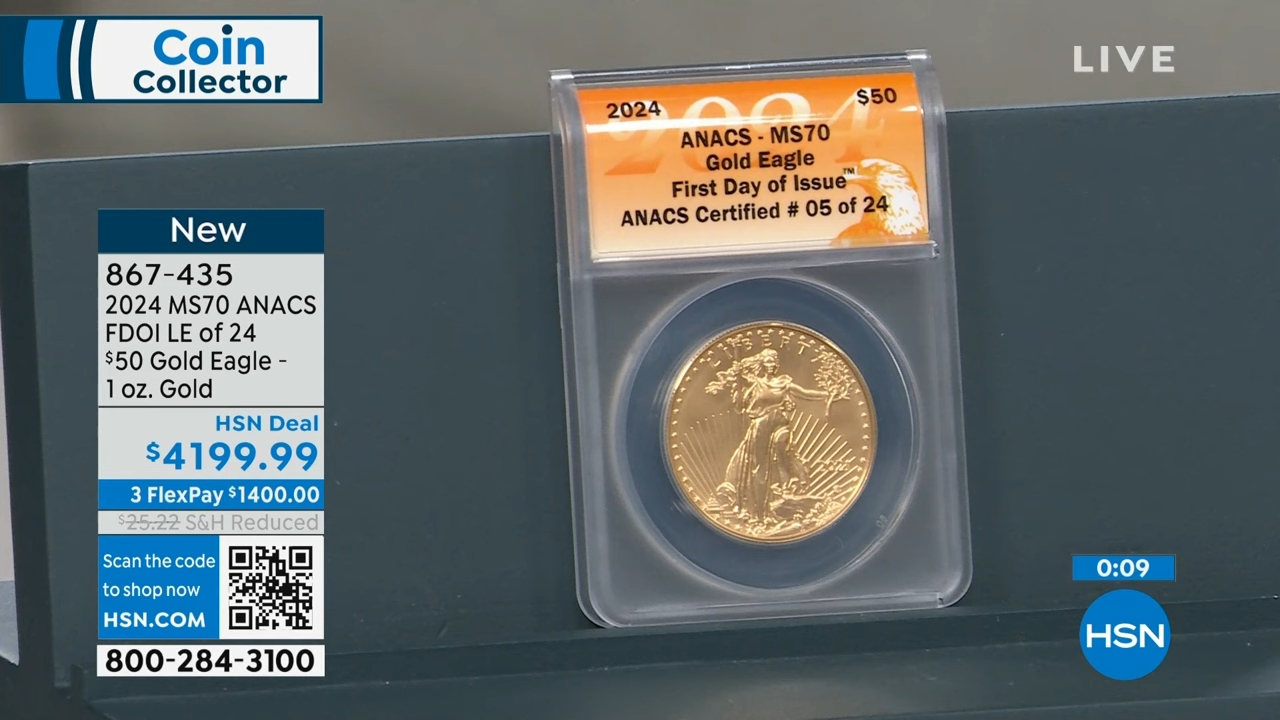 Coin
Collector
LIVE
2024 $50
2024
ANACS - MS70
Gold Eagle
First Day of Issue™
ANACS Certified # 05 of 24
LIBERTY
New
867-435
2024 MS70 ANACS
FDOI LE of 24
$50 Gold Eagle -
1 oz. Gold
HSN Deal
$4199.99
3 FlexPay $1400.00
$25.22 S&H Reduced
Scan the code
to shop now
HSN.COM
800-284-3100
0:09
HSN